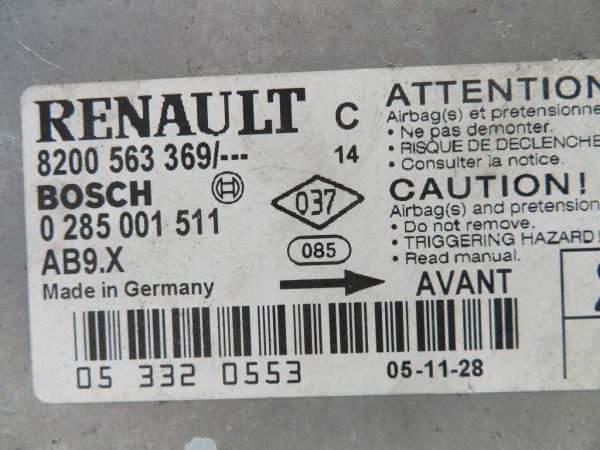 RENAULT C
8200 563 369/--- 14
BOSCH
0 285 001 511
037
AB9.X
085
Made in Germany
AVANT
05 332 0553
05-11-28
ATTENTION
Airbag(s) et pretensionne
• Ne pas demonter.
• RISQUE DE DECLENCHE
• Consulter la notice.
CAUTION!
Airbag(s) and pretension
• Do not remove.
• TRIGGERING HAZARD!
• Read manual.